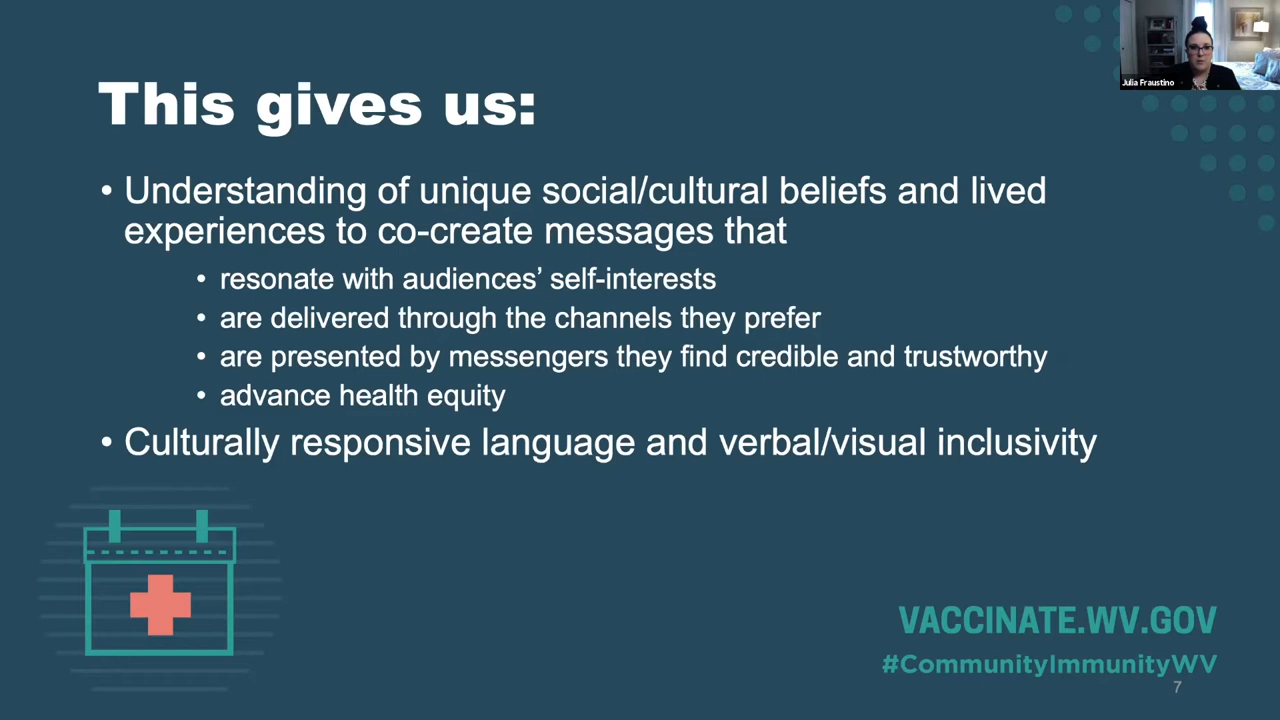 Julia Fraustino
This gives us:
• Understanding of unique social/cultural beliefs and lived
experiences to co-create messages that
• resonate with audiences’ self-interests
• are delivered through the channels they prefer
• are presented by messengers they find credible and trustworthy
• advance health equity
• Culturally responsive language and verbal/visual inclusivity
VACCINATE.WV.GOV
#CommunityImmunityWV
7